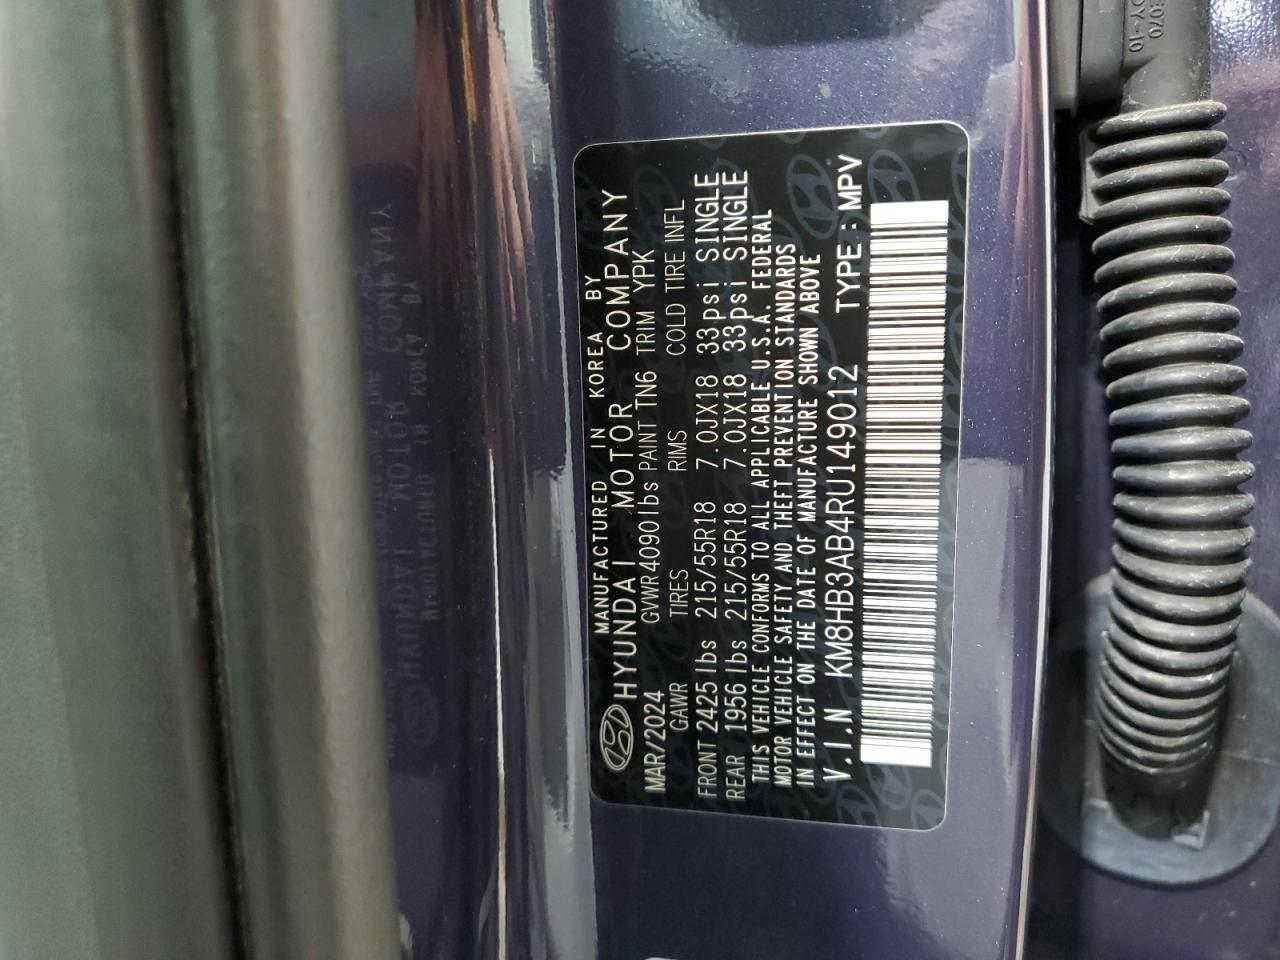 MANUFACTURED IN KOREA BY
HYUNDAI MOTOR COMPANY
MAR/2024 GVWR 4090lbs PAINT TN6 TRIM YPK
GAWR TIRES RIMS COLD TIRE INFL
FRONT 2425 lbs 215/55R18 7.0JX18 33psi SINGLE
REAR 1956 lbs 215/55R18 7.0JX18 33psi SINGLE
THIS VEHICLE CONFORMS TO ALL APPLICABLE U.S.A. FEDERAL
MOTOR VEHICLE SAFETY AND THEFT PREVENTION STANDARDS
IN EFFECT ON THE DATE OF MANUFACTURE SHOWN ABOVE
V.I.N KM8HB3AB4RU149012 TYPE : MPV